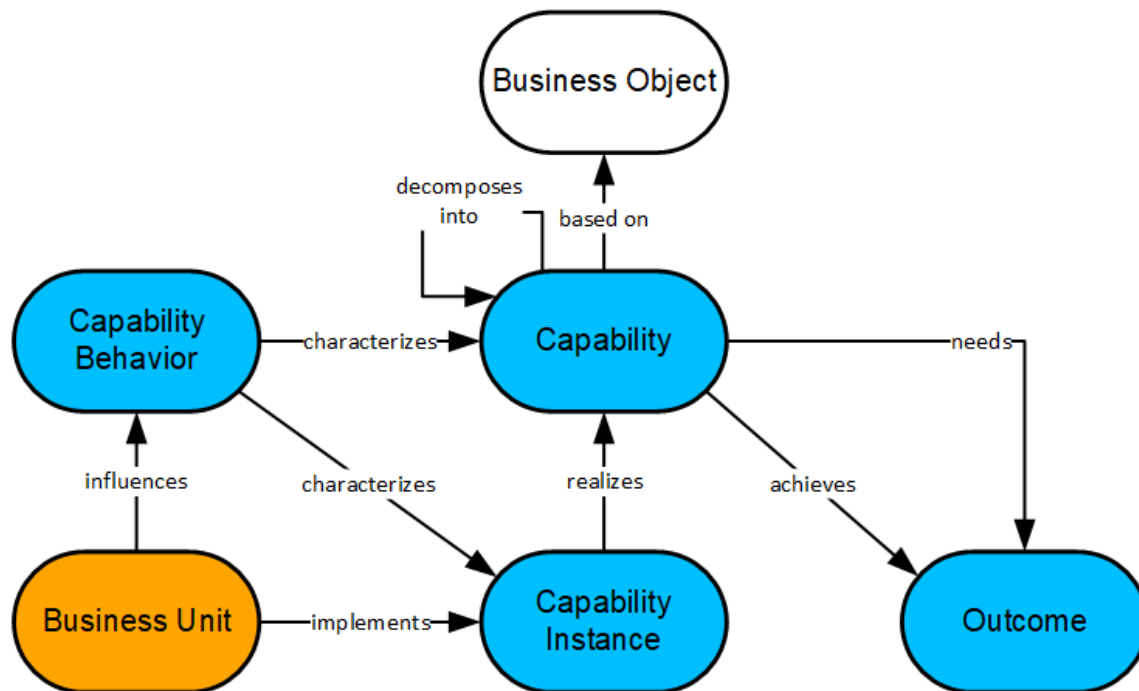 Business Object
decomposes
into
based on
Capability
Behavior
characterizes
Capability
needs
influences
characterizes
realizes
achieves
Business Unit
implements
Capability
Instance
Outcome